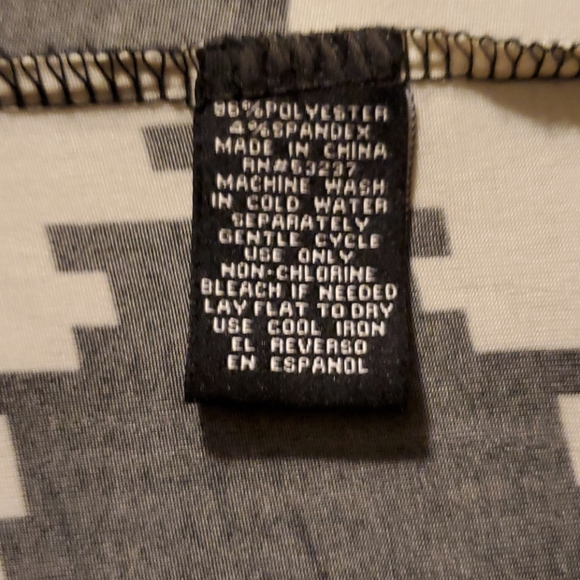 96%POLYESTER
4%SPANDEX
MADE IN CHINA
RN#53297
MACHINE WASH
IN COLD WATER
SEPARATELY
GENTLE CYCLE
USE ONLY
NON-CHLORINE
BLEACH IF NEEDED
LAY FLAT TO DRY
USE COOL IRON
EL REVERSO
EN ESPANOL